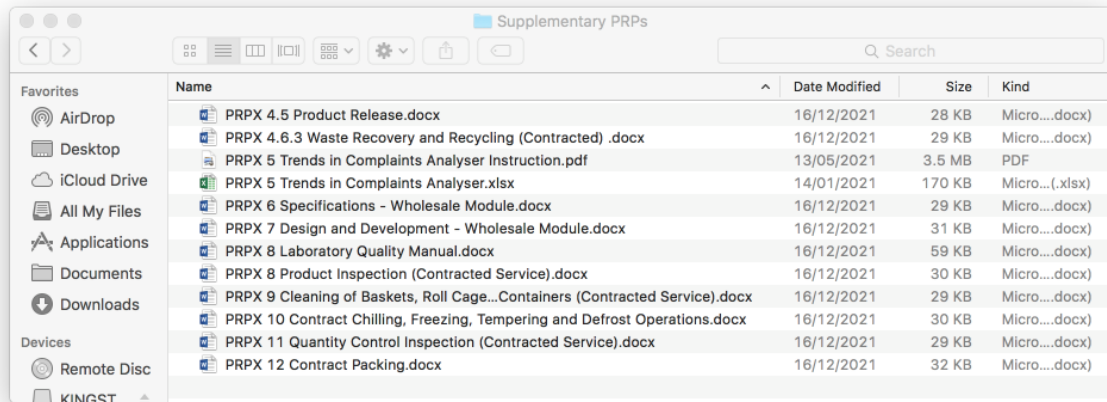 Supplementary PRPs
Search
Favorites
AirDrop
Desktop
iCloud Drive
All My Files
Applications
Documents
Downloads
Devices
Remote Disc
KINGST
Name Date Modified Size Kind
PRPX 4.5 Product Release.docx 16/12/2021 28 KB Micro....docx)
PRPX 4.6.3 Waste Recovery and Recycling (Contracted) .docx 16/12/2021 29 KB Micro....docx)
PRPX 5 Trends in Complaints Analyser Instruction.pdf 13/05/2021 3.5 MB PDF
PRPX 5 Trends in Complaints Analyser.xlsx 14/01/2021 170 KB Micro...(.xlsx)
PRPX 6 Specifications - Wholesale Module.docx 16/12/2021 29 KB Micro....docx)
PRPX 7 Design and Development - Wholesale Module.docx 16/12/2021 31 KB Micro....docx)
PRPX 8 Laboratory Quality Manual.docx 16/12/2021 59 KB Micro....docx)
PRPX 8 Product Inspection (Contracted Service).docx 16/12/2021 30 KB Micro....docx)
PRPX 9 Cleaning of Baskets, Roll Cage...Containers (Contracted Service).docx 16/12/2021 29 KB Micro....docx)
PRPX 10 Contract Chilling, Freezing, Tempering and Defrost Operations.docx 16/12/2021 30 KB Micro....docx)
PRPX 11 Quantity Control Inspection (Contracted Service).docx 16/12/2021 29 KB Micro....docx)
PRPX 12 Contract Packing.docx 16/12/2021 32 KB Micro....docx)